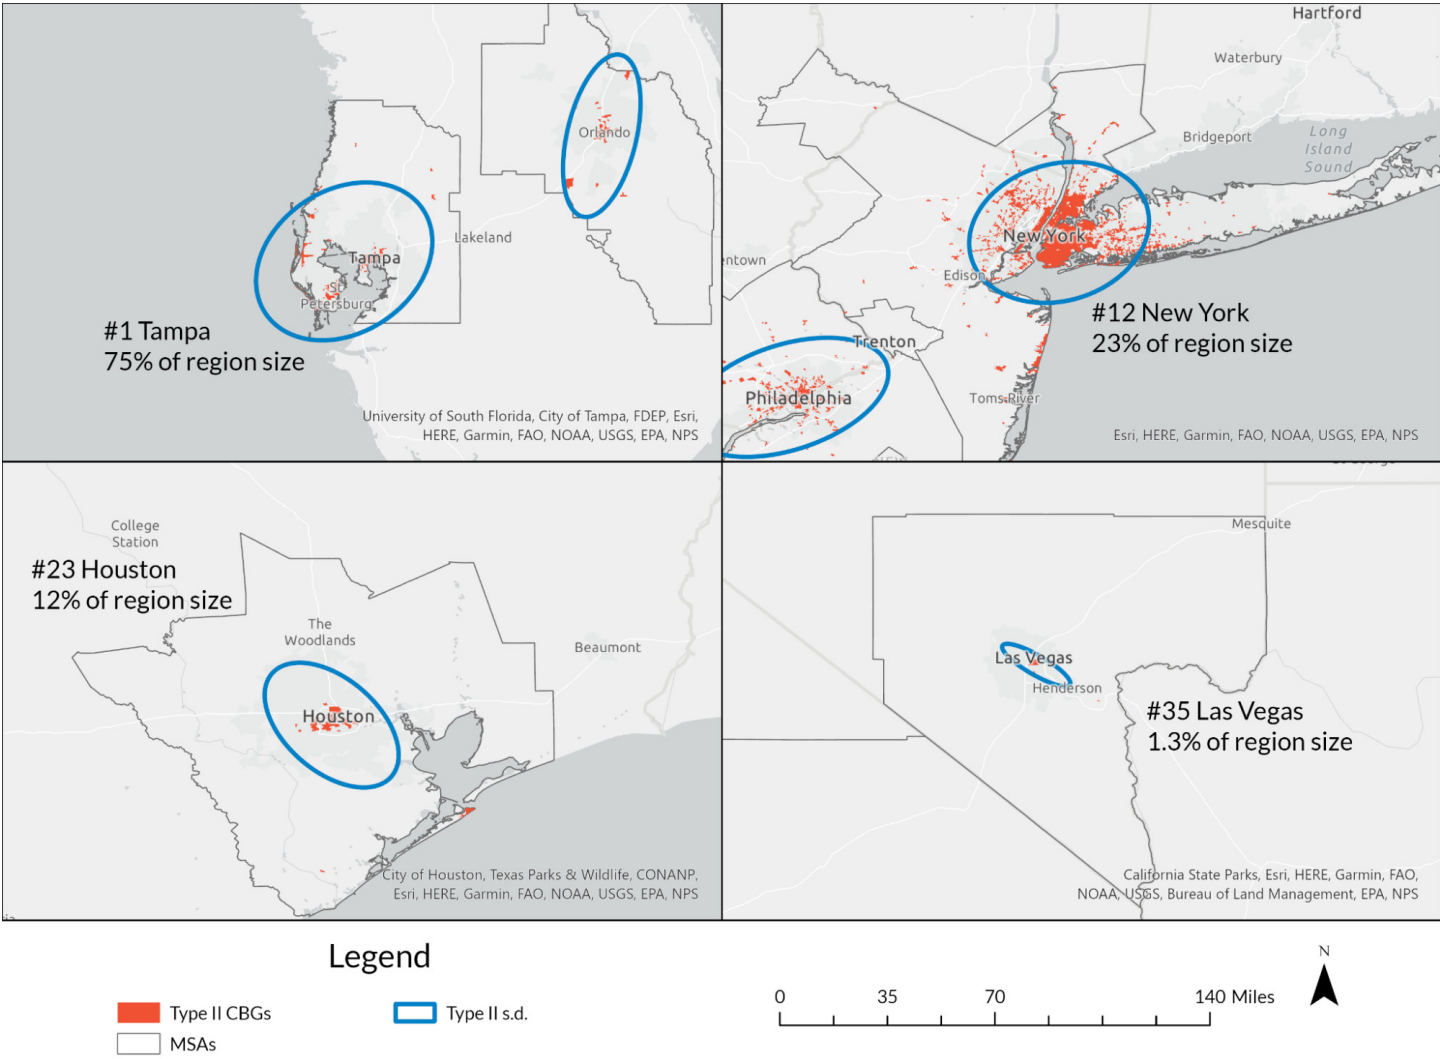 Orlando
Lakeland
Tampa
St.
Petersburg
#1 Tampa
75% of region size
University of South Florida, City of Tampa, FDEP, Esri,
HERE, Garmin, FAO, NOAA, USGS, EPA, NPS
Hartford
Waterbury
Bridgeport
Long
Island
Sound
New York
entown
Edison
#12 New York
23% of region size
Trenton
Philadelphia
Toms River
Esri, HERE, Garmin, FAO, NOAA, USGS, EPA, NPS
College
Station
#23 Houston
12% of region size
The
Woodlands
Beaumont
Houston
City of Houston, Texas Parks & Wildlife, CONANP,
Esri, HERE, Garmin, FAO, NOAA, USGS, EPA, NPS
Mesquite
Las Vegas
Henderson
#35 Las Vegas
1.3% of region size
California State Parks, Esri, HERE, Garmin, FAO,
NOAA, USGS, Bureau of Land Management, EPA, NPS
Legend
Type II CBGs
Type II s.d.
MSAs
0 35 70 140 Miles
N